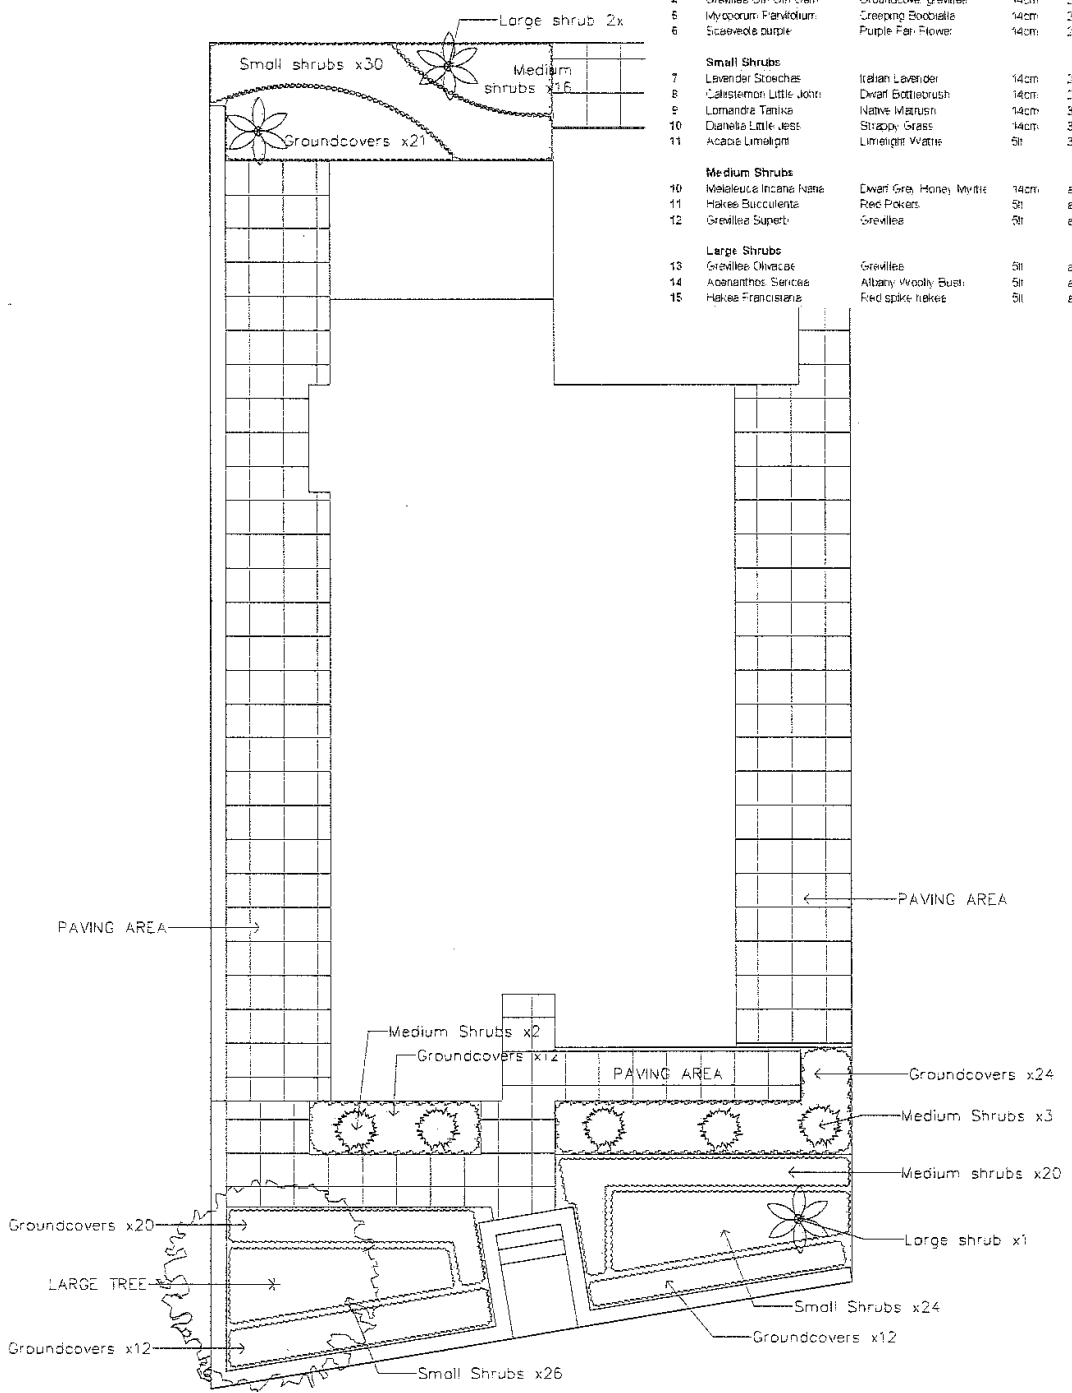 Large shrub 2x
Small shrubs x30
Medium
shrubs x16
Groundcovers x21
5 Myoporum Parvifolium Creeping Boobialla 14cm
6 Scaevola purple Purple Fan Flower 14cm
Small Shrubs
7 Lavender Stoechas Italian Lavender 14cm
8 Callistemon Little John Dwarf Bottlebrush 14cm
9 Lomandra Tanika Native Matrush 14cm 3
10 Dianella Little Jess Strappy Grass 14cm 3
11 Acacia Limelight Limelight Wattle 5lt 3
Medium Shrubs
10 Melaleuca Incana Nana Dwarf Grey Honey Myrtle 14cm a
11 Hakea Bucculenta Red Pokers 5lt a
12 Grevillea Superb Grevillea 5lt a
Large Shrubs
13 Grevillea Olivacae Grevillea 5lt a
14 Adenanthos Sericea Albany Woolly Bush 5lt a
15 Hakea Francisiana Red spike hakea 5lt a
PAVING AREA
PAVING AREA
Medium Shrubs x2
Groundcovers x12
PAVING AREA
Groundcovers x24
Medium Shrubs x3
Medium shrubs x20
Groundcovers x20
Large shrub x1
LARGE TREE
Small Shrubs x24
Groundcovers x12
Groundcovers x12
Small Shrubs x26